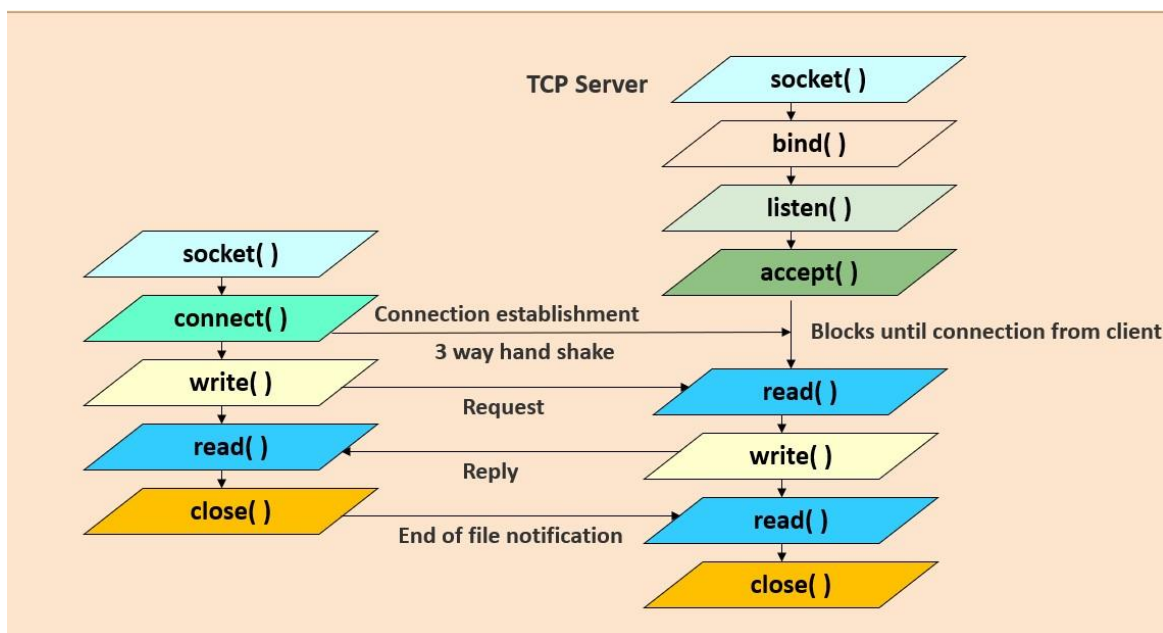 TCP Server
socket( )
bind( )
listen( )
accept( )
socket( )
connect( )
Connection establishment
3 way hand shake
Blocks until connection from client
write( )
Request
read( )
read( )
Reply
write( )
close( )
End of file notification
read( )
close( )